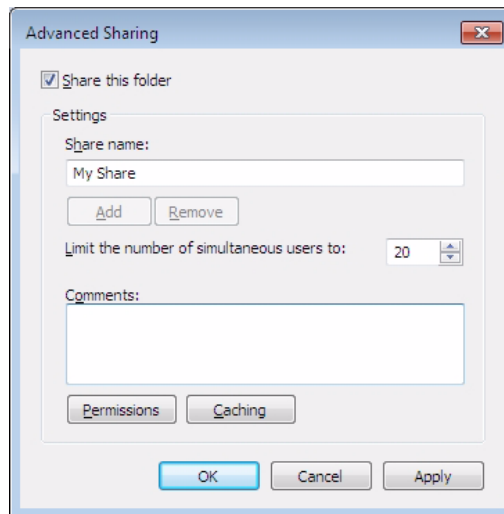 Advanced Sharing
Share this folder
Settings
Share name:
My Share
Add Remove
Limit the number of simultaneous users to: 20
Comments:
Permissions Caching
OK Cancel Apply